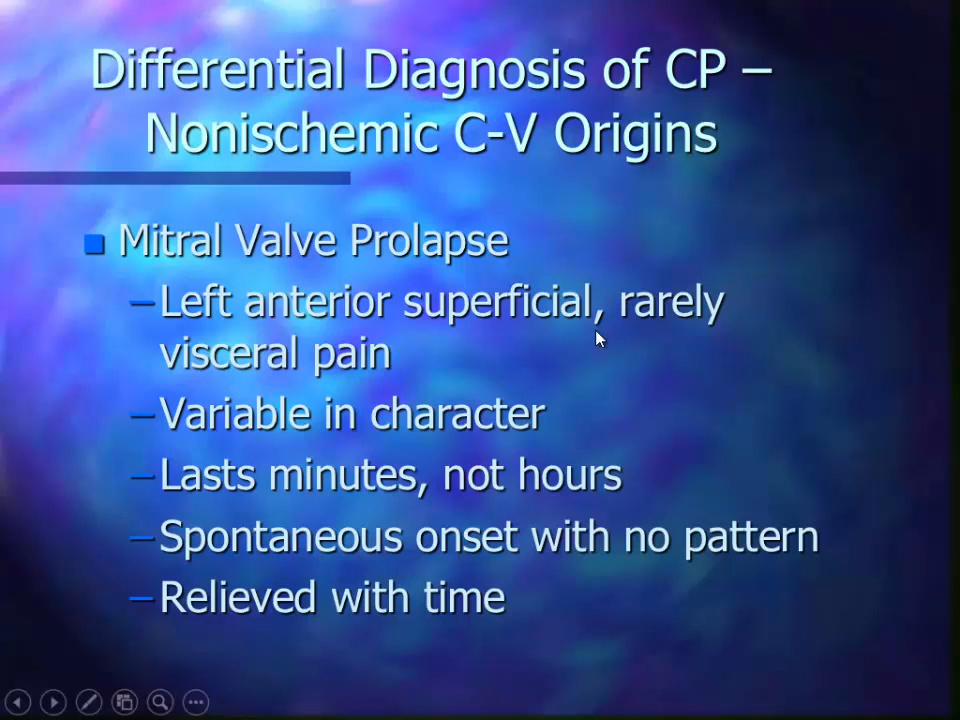 Differential Diagnosis of CP –
Nonischemic C-V Origins
Mitral Valve Prolapse
–Left anterior superficial, rarely
visceral pain
–Variable in character
–Lasts minutes, not hours
–Spontaneous onset with no pattern
–Relieved with time